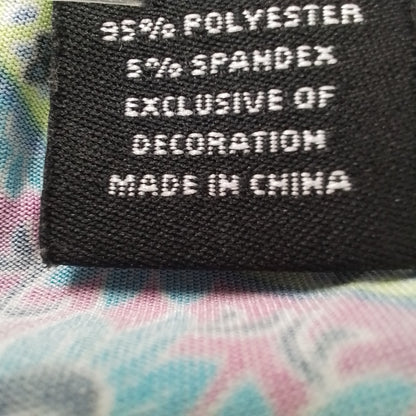 95% POLYESTER
5% SPANDEX
EXCLUSIVE OF
DECORATION
MADE IN CHINA